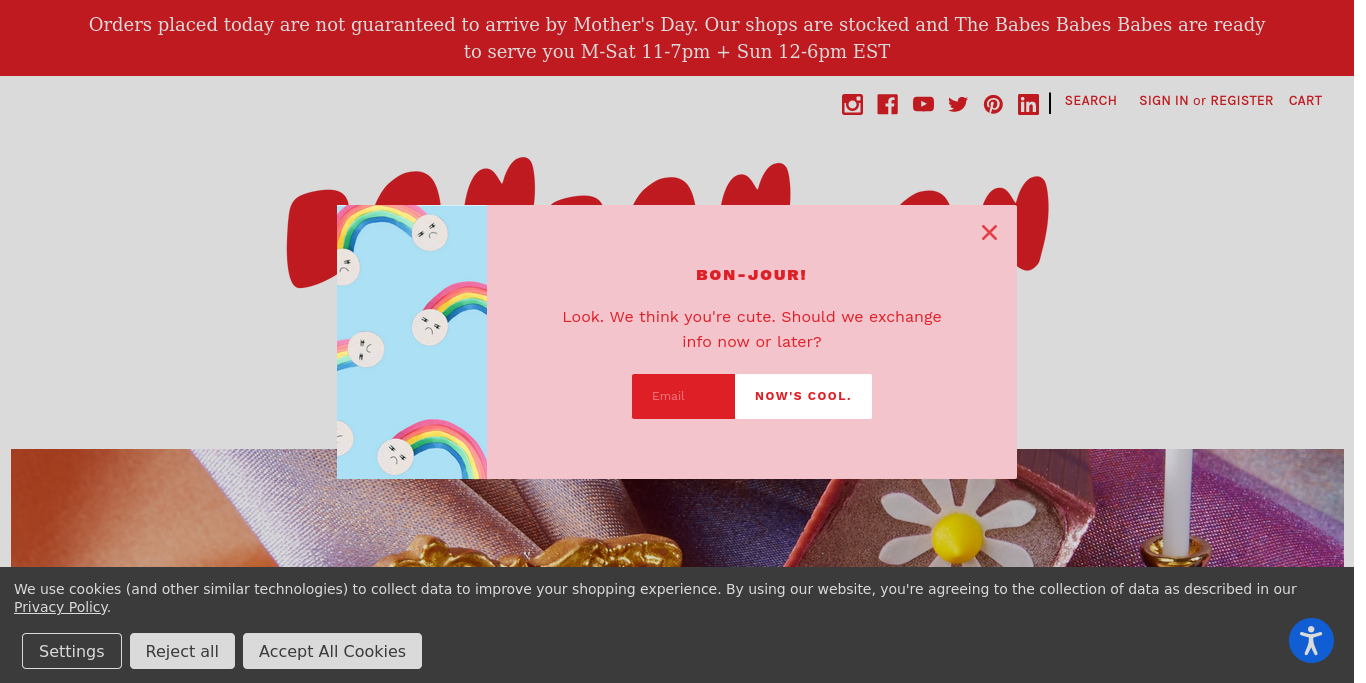 Orders placed today are not guaranteed to arrive by Mother's Day. Our shops are stocked and The Babes Babes Babes are ready
to serve you M-Sat 11-7pm + Sun 12-6pm EST
SEARCH SIGN IN or REGISTER CART
BON-JOUR!
Look. We think you're cute. Should we exchange
info now or later?
Email NOW'S COOL.
We use cookies (and other similar technologies) to collect data to improve your shopping experience. By using our website, you're agreeing to the collection of data as described in our
Privacy Policy.
Settings Reject all Accept All Cookies